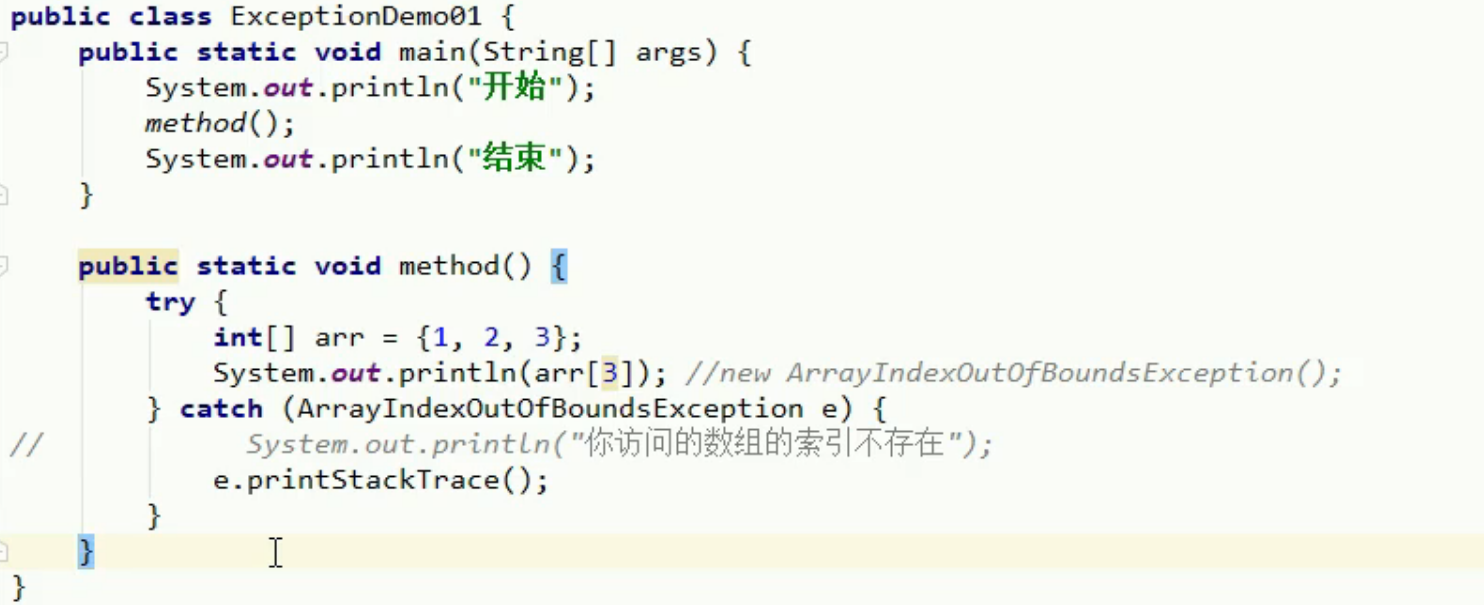 public class ExceptionDemo01 {
    public static void main(String[] args) {
        System.out.println("开始");
        method();
        System.out.println("结束");
    }

    public static void method() {
        try {
            int[] arr = {1, 2, 3};
            System.out.println(arr[3]); //new ArrayIndexOutOfBoundsException();
        } catch (ArrayIndexOutOfBoundsException e) {
//            System.out.println("你访问的数组的索引不存在");
            e.printStackTrace();
        }
    }
}